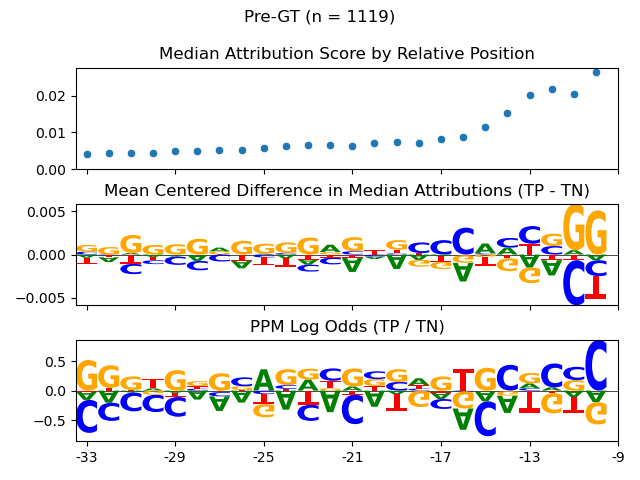 Pre-GT (n = 1119)
Median Attribution Score by Relative Position
0.02
0.01
0.00
Mean Centered Difference in Median Attributions (TP - TN)
0.005
0.000
−0.005
PPM Log Odds (TP / TN)
0.5
0.0
−0.5
-33 -29 -25 -21 -17 -13 -9